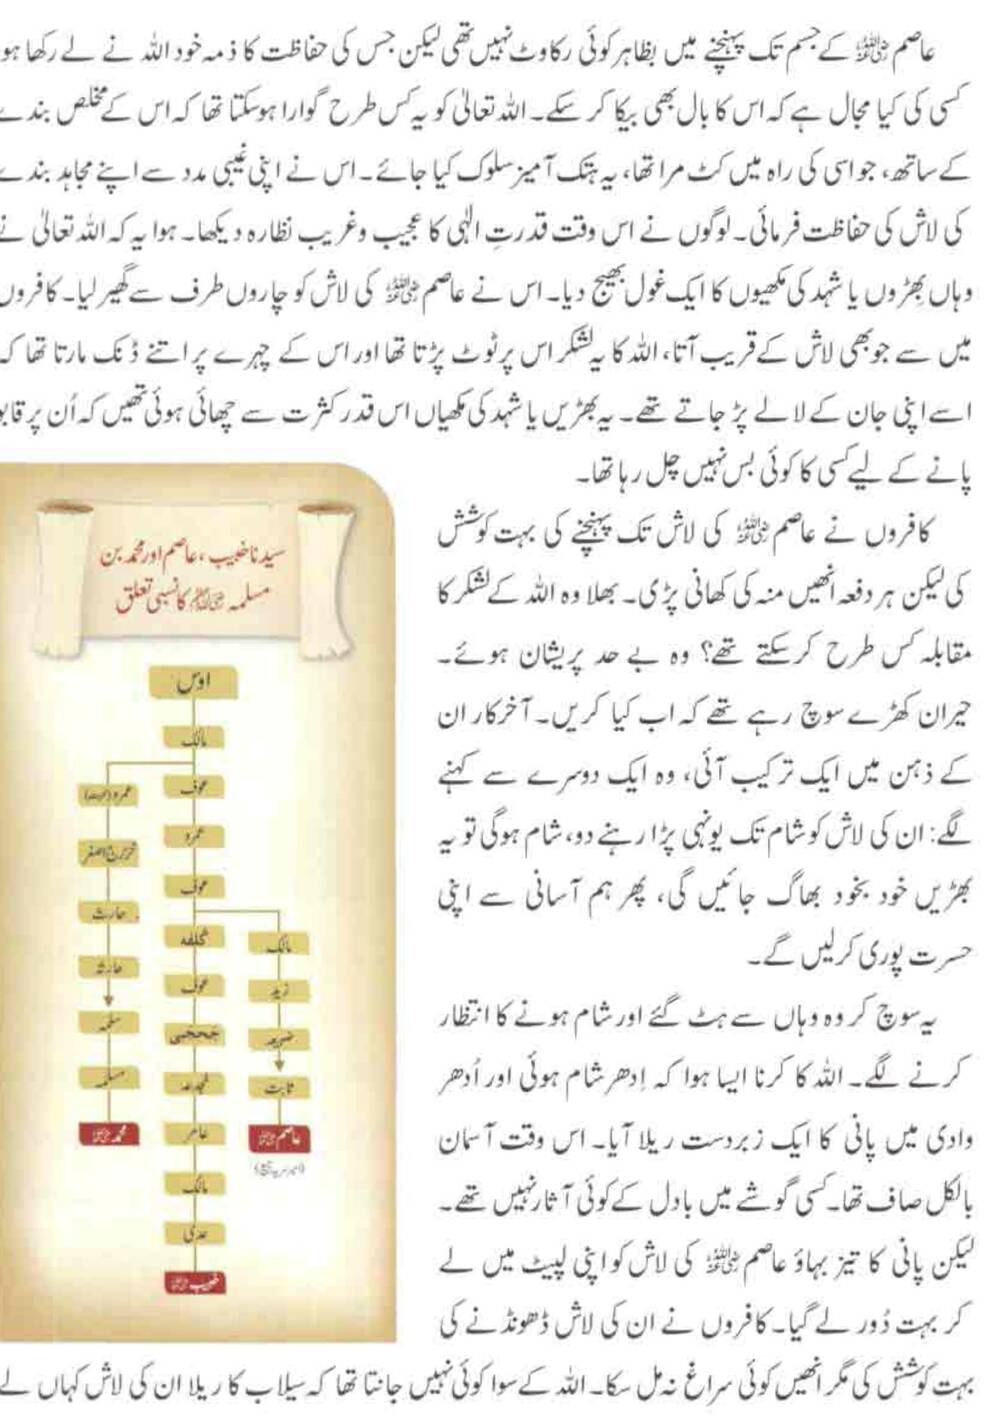 عاصم رضی اللہ عنہ کے جسم تک پہنچنے میں بظاہر کوئی رکاوٹ نہیں تھی لیکن جس کی حفاظت کا ذمہ خود اللہ نے لے رکھا ہو
کسی کی کیا مجال ہے کہ اس کا بال بھی بیکا کر سکے۔ اللہ تعالیٰ کو یہ کس طرح گوارا ہوسکتا تھا کہ اس کے مخلص بندے
کے ساتھ، جو اسی کی راہ میں کٹ مرا تھا، یہ ہتک آمیز سلوک کیا جائے۔ اس نے اپنی غیبی مدد سے اپنے مجاہد بندے
کی لاش کی حفاظت فرمائی۔ لوگوں نے اس وقت قدرتِ الٰہی کا عجیب وغریب نظارہ دیکھا۔ ہوا یہ کہ اللہ تعالیٰ نے
وہاں بِھڑوں یا شہد کی مکھیوں کا ایک غول بھیج دیا۔ اس نے عاصم رضی اللہ عنہ کی لاش کو چاروں طرف سے گھیر لیا۔ کافروں
میں سے جو بھی لاش کے قریب آتا، اللہ کا یہ لشکر اس پر ٹوٹ پڑتا تھا اور اس کے چہرے پر اتنے ڈنک مارتا تھا کہ
اسے اپنی جان کے لالے پڑ جاتے تھے۔ یہ بھڑیں یا شہد کی مکھیاں اس قدر کثرت سے چھائی ہوئی تھیں کہ اُن پر قابو
پانے کے لیے کسی کا کوئی بس نہیں چل رہا تھا۔
کافروں نے عاصم رضی اللہ عنہ کی لاش تک پہنچنے کی بہت کوشش
کی لیکن ہر دفعہ انھیں منہ کی کھانی پڑی۔ بھلا وہ اللہ کے لشکر کا
مقابلہ کس طرح کرسکتے تھے؟ وہ بے حد پریشان ہوئے۔
حیران کھڑے سوچ رہے تھے کہ اب کیا کریں۔ آخر کار ان
کے ذہن میں ایک ترکیب آئی، وہ ایک دوسرے سے کہنے
لگے: ان کی لاش کو شام تک یونہی پڑا رہنے دو، شام ہوگی تو یہ
بھڑیں خود بخود بھاگ جائیں گی، پھر ہم آسانی سے اپنی
حسرت پوری کرلیں گے۔
یہ سوچ کر وہ وہاں سے ہٹ گئے اور شام ہونے کا انتظار
کرنے لگے۔ اللہ کا کرنا ایسا ہوا کہ اِدھر شام ہوئی اور اُدھر
وادی میں پانی کا ایک زبردست ریلا آیا۔ اس وقت آسمان
بالکل صاف تھا۔ کسی گوشے میں بادل کے کوئی آثار نہیں تھے۔
لیکن پانی کا تیز بہاؤ عاصم رضی اللہ عنہ کی لاش کو اپنی لپیٹ میں لے
کر بہت دُور لے گیا۔ کافروں نے ان کی لاش ڈھونڈنے کی
بہت کوشش کی مگر انھیں کوئی سراغ نہ مل سکا۔ اللہ کے سوا کوئی نہیں جانتا تھا کہ سیلاب کا ریلا ان کی لاش کہاں لے
سیدنا خبیب، عاصم اور محمد بن
مسلمہ رضی اللہ عنہم کا نسبی تعلق
اوس
مالک
عوف
عمرو
عوف
کلفہ
عوف
جحجبی
مجدعہ
عامر
مالک
عدی
خبیب رضی اللہ عنہ
مالک
زید
ضبیعہ
ثابت
عاصم رضی اللہ عنہ
عمرو
خزرج اصغر
حارث
حارثہ
سلمہ
مسلمہ
محمد رضی اللہ عنہ